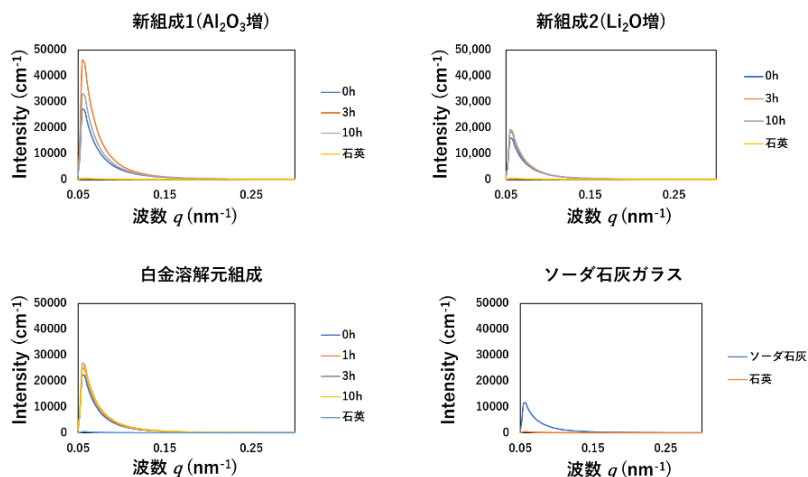 新組成1(Al₂O₃増)
50000
40000
30000
20000
10000
0
0.05
0.15
0.25
Intensity (cm⁻¹)
波数 q (nm⁻¹)
0h
3h
10h
石英
新組成2(Li₂O増)
50,000
40,000
30,000
20,000
10,000
0
0.05
0.15
0.25
Intensity (cm⁻¹)
波数 q (nm⁻¹)
0h
3h
10h
石英
白金溶解元組成
50000
40000
30000
20000
10000
0
0.05
0.15
0.25
Intensity (cm⁻¹)
波数 q (nm⁻¹)
0h
1h
3h
10h
石英
ソーダ石灰ガラス
50000
40000
30000
20000
10000
0
0.05
0.15
0.25
Intensity (cm⁻¹)
波数 q (nm⁻¹)
ソーダ石灰
石英